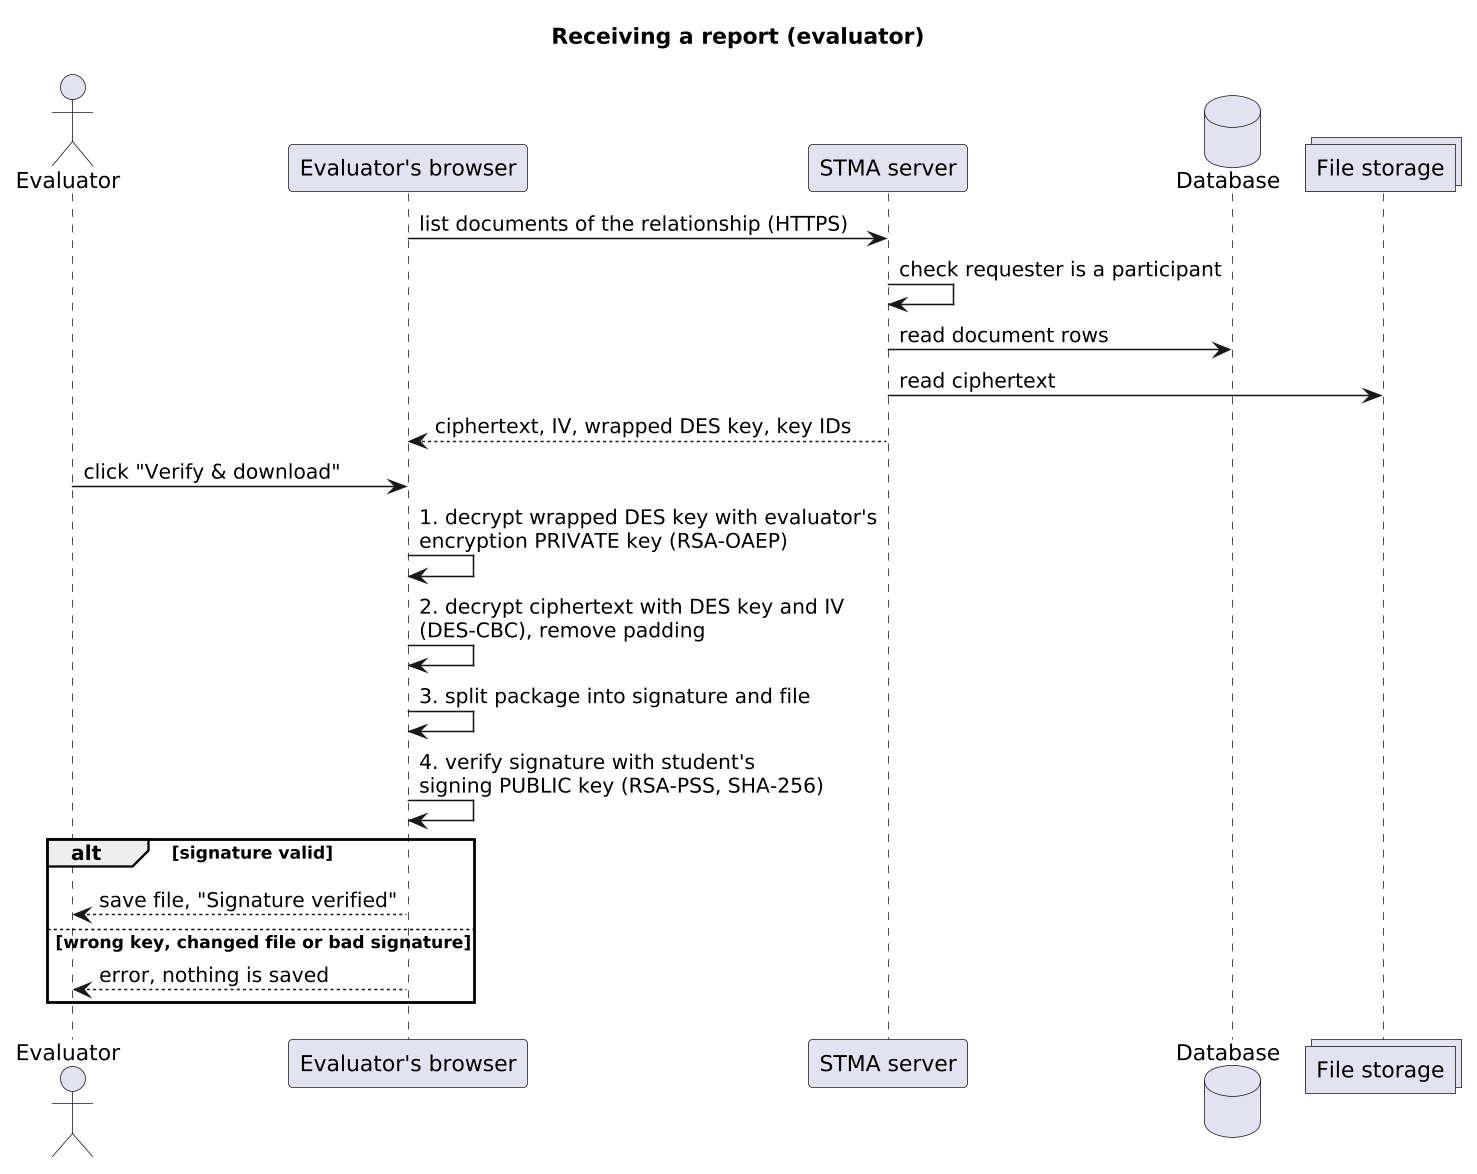 Receiving a report (evaluator)
Evaluator
Evaluator's browser
STMA server
Database
File storage
list documents of the relationship (HTTPS)
check requester is a participant
read document rows
read ciphertext
ciphertext, IV, wrapped DES key, key IDs
click "Verify & download"
1. decrypt wrapped DES key with evaluator's
encryption PRIVATE key (RSA-OAEP)
2. decrypt ciphertext with DES key and IV
(DES-CBC), remove padding
3. split package into signature and file
4. verify signature with student's
signing PUBLIC key (RSA-PSS, SHA-256)
alt [signature valid]
save file, "Signature verified"
[wrong key, changed file or bad signature]
error, nothing is saved
Evaluator
Evaluator's browser
STMA server
Database
File storage